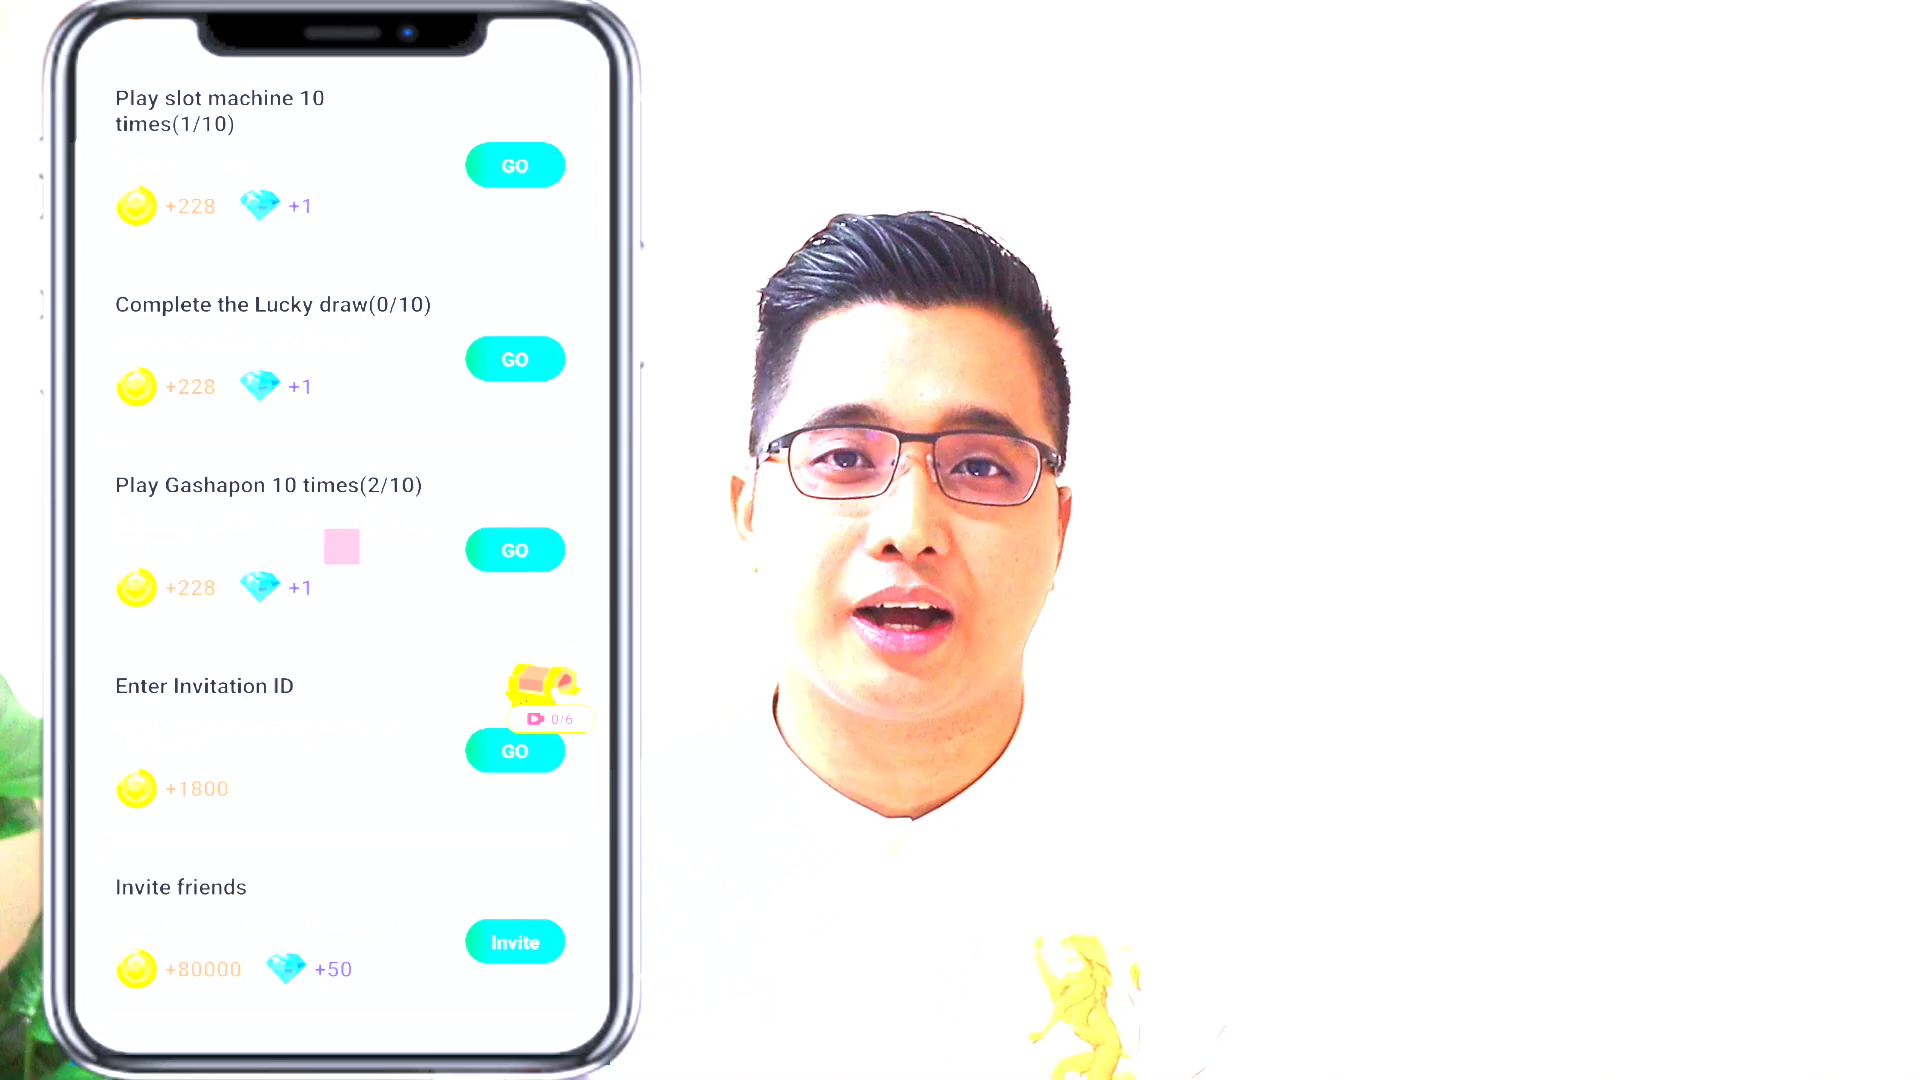 Play slot machine 10
times(1/10)
GO
+228 +1
Complete the Lucky draw(0/10)
GO
+228 +1
Play Gashapon 10 times(2/10)
GO
+228 +1
Enter Invitation ID
0/6
GO
+1800
Invite friends
Invite
+80000 +50